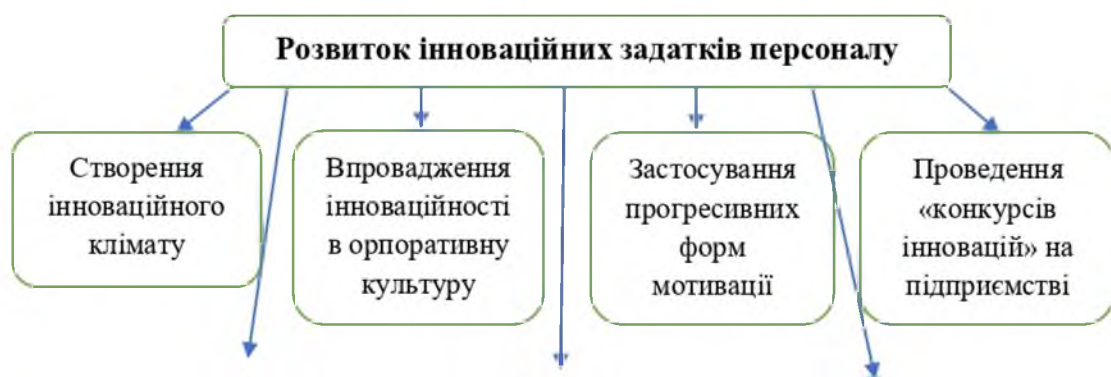 Розвиток інноваційних задатків персоналу
Створення
інноваційного
клімату
Впровадження
інноваційності
в орпоративну
культуру
Застосування
прогресивних
форм
мотивації
Проведення
«конкурсів
інновацій» на
підприємстві